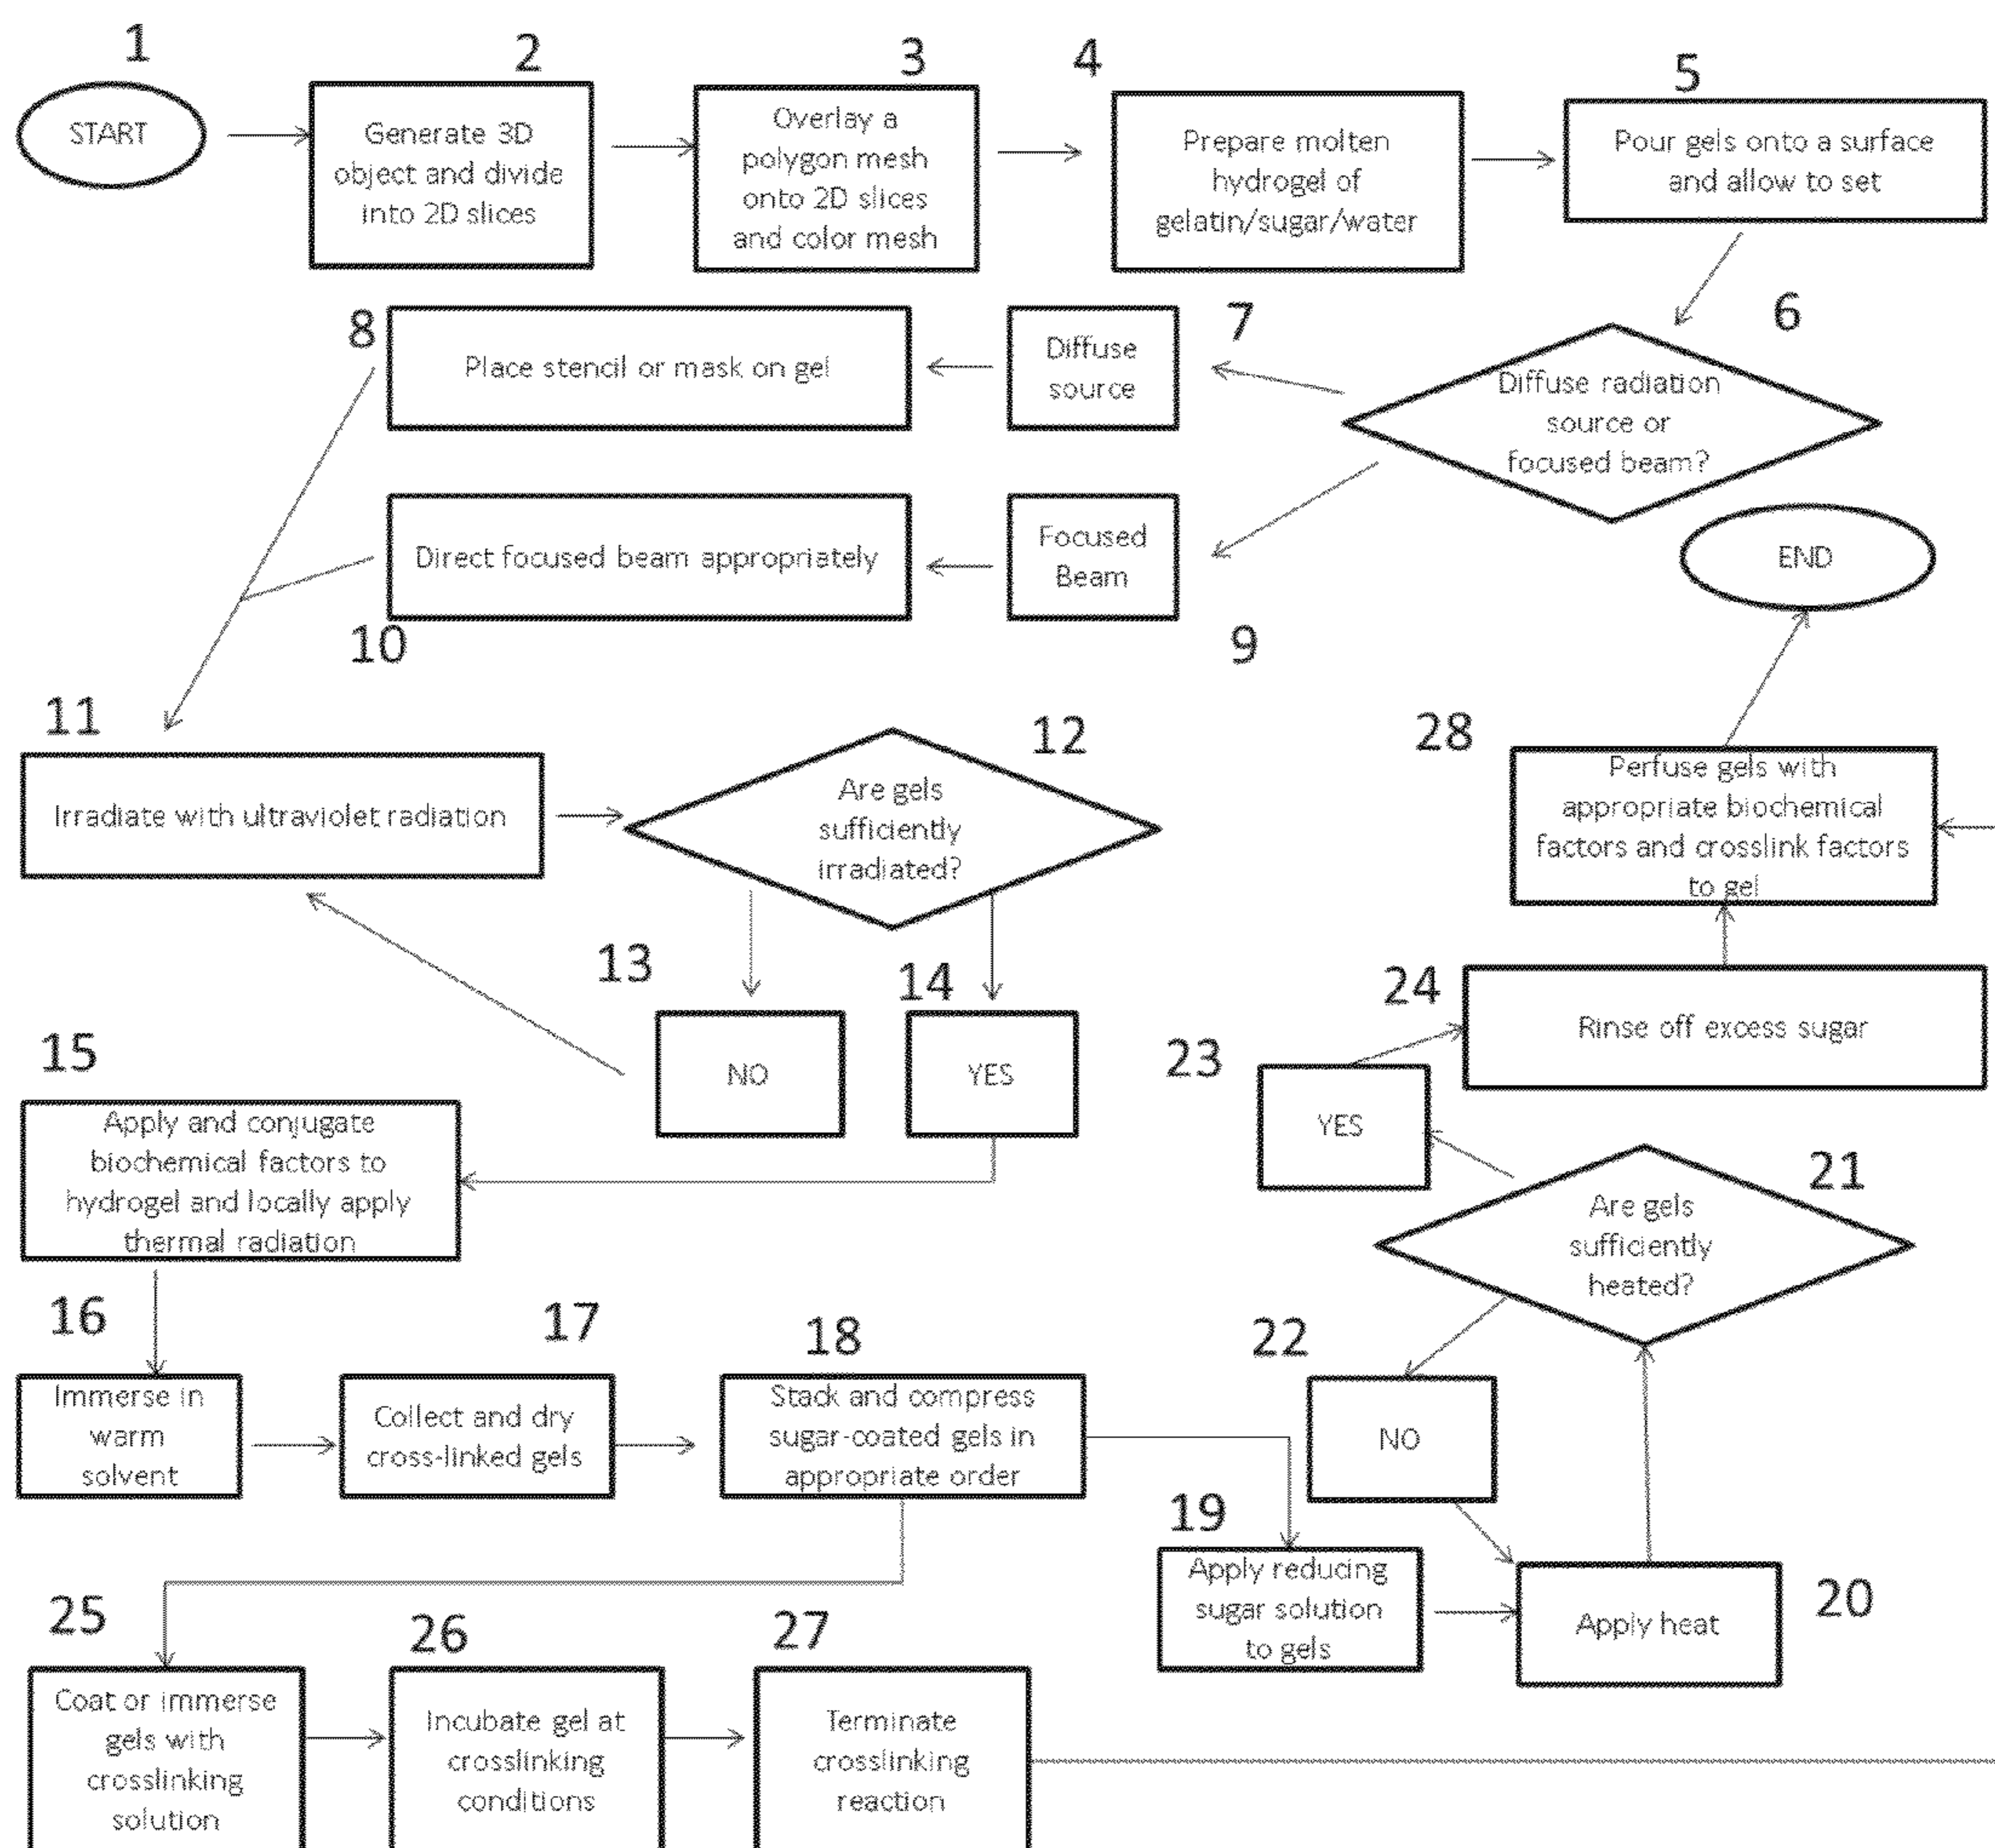 1
START
2
Generate 3D
object and divide
into 2D slices
3
Overlay a
polygon mesh
onto 2D slices
and color mesh
4
Prepare molten
hydrogel of
gelatin/sugar/water
5
Pour gels onto a surface
and allow to set
6
Diffuse radiation
source or
focused beam?
7
Diffuse
source
8
Place stencil or mask on gel
9
Focused
Beam
10
Direct focused beam appropriately
END
11
Irradiate with ultraviolet radiation
12
Are gels
sufficiently
irradiated?
13
NO
14
YES
15
Apply and conjugate
biochemical factors to
hydrogel and locally apply
thermal radiation
16
Immerse in
warm
solvent
17
Collect and dry
cross-linked gels
18
Stack and compress
sugar-coated gels in
appropriate order
19
Apply reducing
sugar solution
to gels
20
Apply heat
21
Are gels
sufficiently
heated?
22
NO
23
YES
24
Rinse off excess sugar
25
Coat or immerse
gels with
crosslinking
solution
26
Incubate gel at
crosslinking
conditions
27
Terminate
crosslinking
reaction
28
Perfuse gels with
appropriate biochemical
factors and crosslink factors
to gel